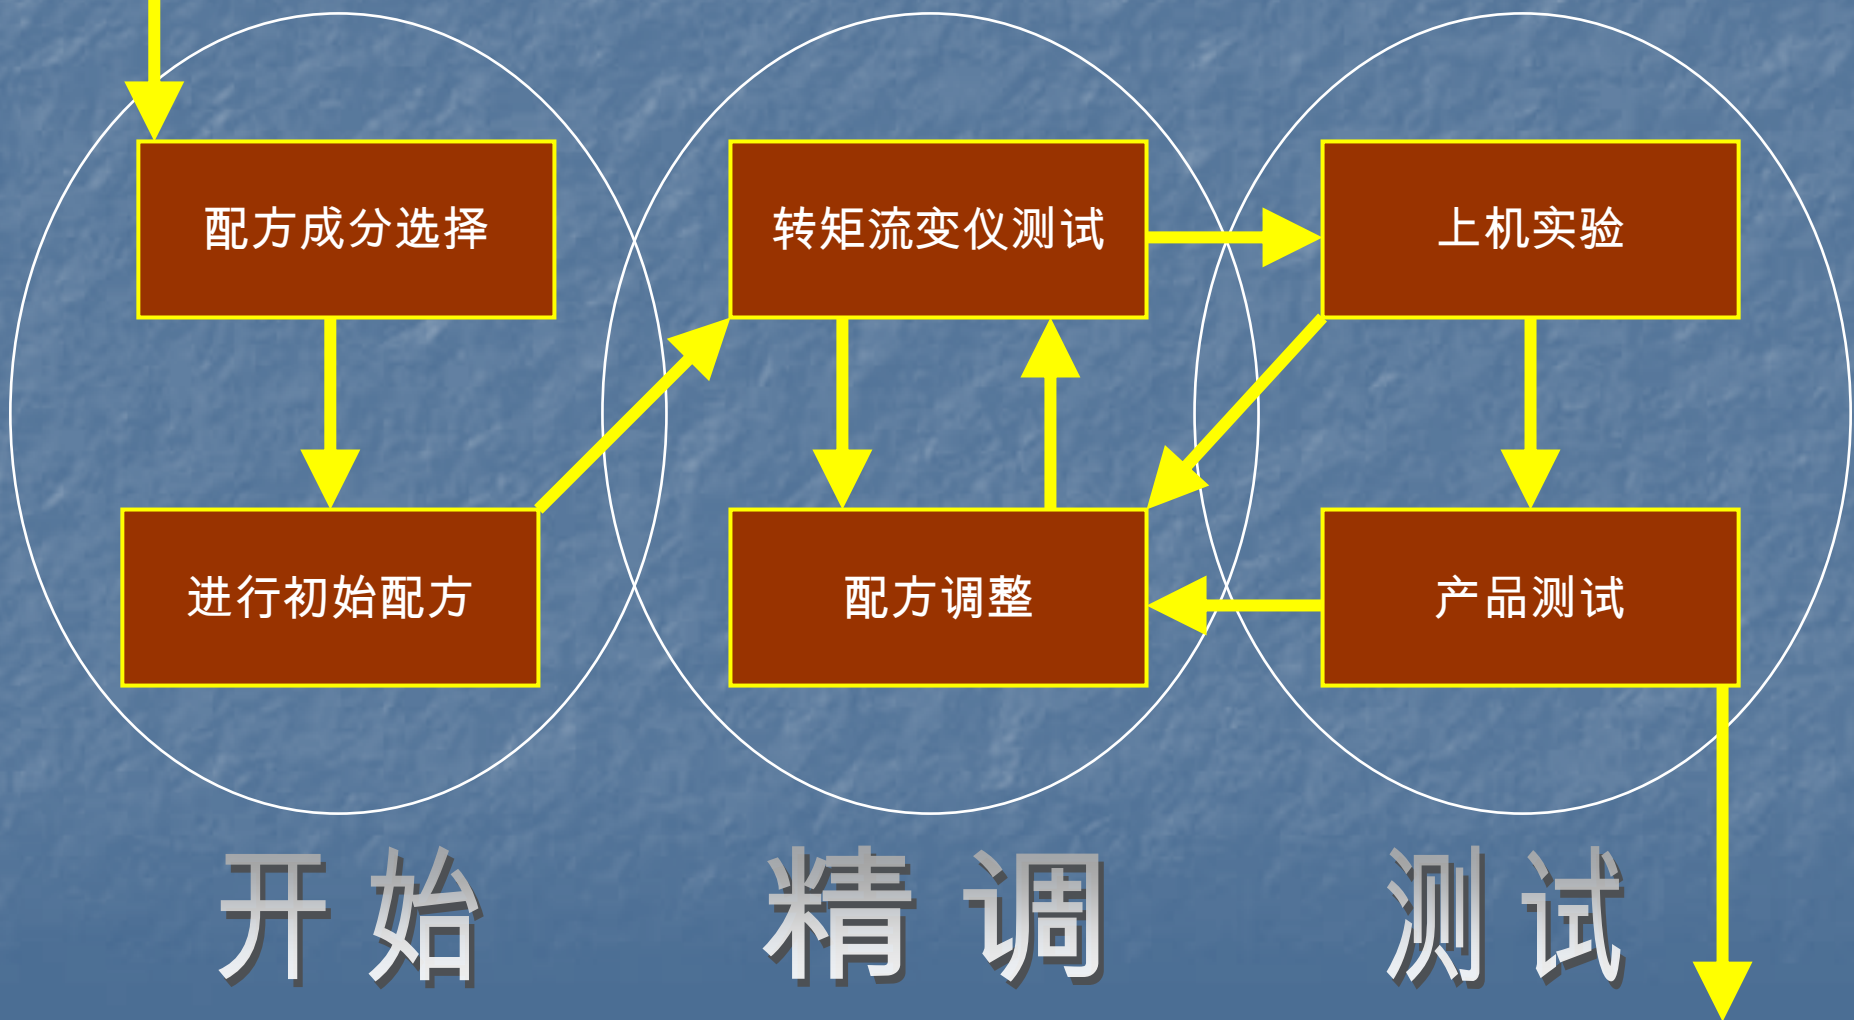 配方成分选择
转矩流变仪测试
上机实验
进行初始配方
配方调整
产品测试
开始
精调
测试